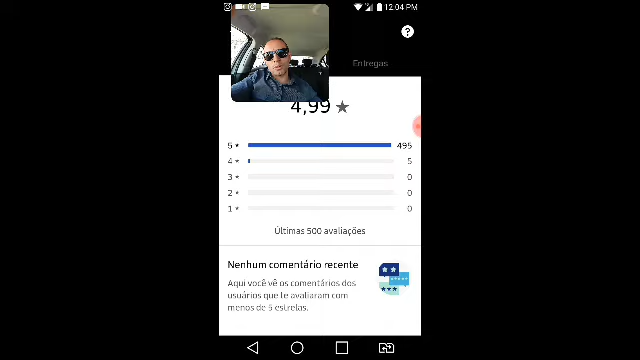 12:04 PM
?
Entregas
4,99 ★
5 ★ 495
4 ★ 5
3 ★ 0
2 ★ 0
1 ★ 0
Últimas 500 avaliações
Nenhum comentário recente
Aqui você vê os comentários dos
usuários que te avaliaram com
menos de 5 estrelas.